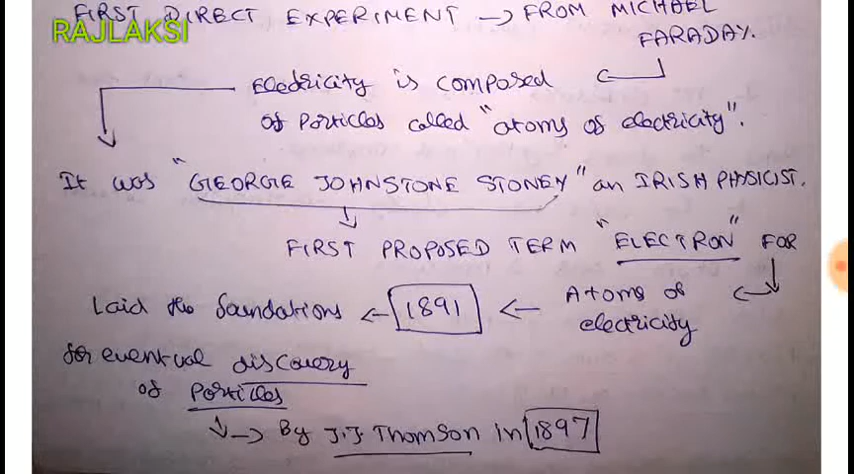 FIRST DIRECT EXPERIMENT → FROM MICHAEL
RAJLAKSI
FARADAY.
Electricity is composed
of particles called "atoms of electricity".
It was "GEORGE JOHNSTONE STONEY" an IRISH PHYSICIST.
FIRST PROPOSED TERM "ELECTRON" FOR
Atoms of
electricity
1891
Laid the foundations
for eventual discovery
of particles
By J.J Thomson in 1897